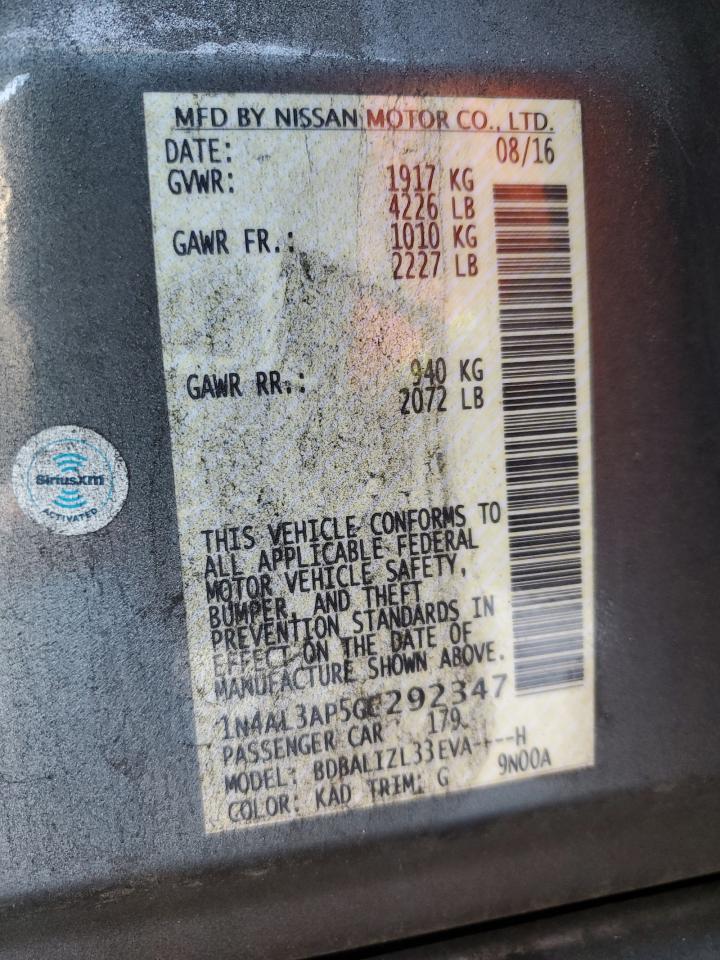 MFD BY NISSAN MOTOR CO., LTD.
DATE: 08/16
GVWR: 1917 KG
4226 LB
GAWR FR.: 1010 KG
2227 LB
GAWR RR.: 940 KG
2072 LB
SiriusXm
ACTIVATED
THIS VEHICLE CONFORMS TO
ALL APPLICABLE FEDERAL
MOTOR VEHICLE SAFETY,
BUMPER, AND THEFT
PREVENTION STANDARDS IN
EFFECT ON THE DATE OF
MANUFACTURE SHOWN ABOVE.
1N4AL3AP5GC292347
PASSENGER CAR 179
MODEL: BDBALIZL33EVA----H
COLOR: KAD TRIM: G 9N00A